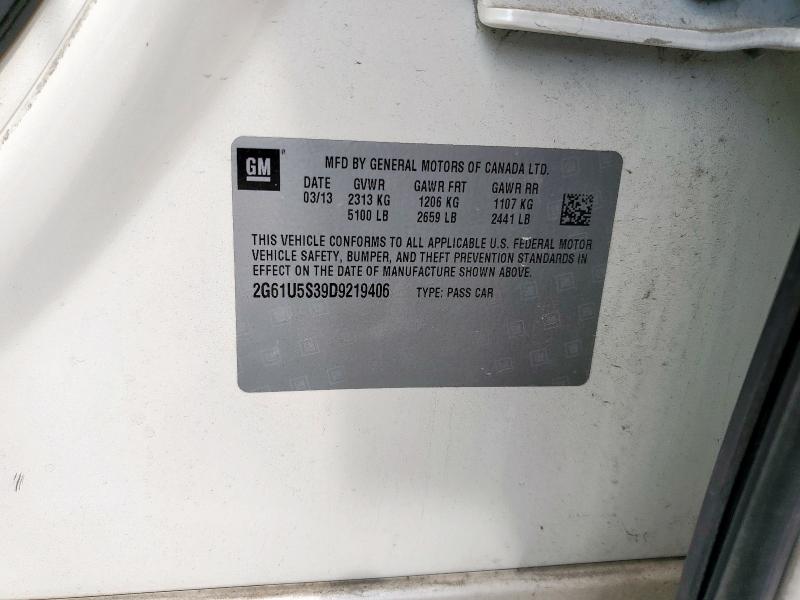 GM ® MFD BY GENERAL MOTORS OF CANADA LTD.
DATE GVWR GAWR FRT GAWR RR
03/13 2313 KG 1206 KG 1107 KG
5100 LB 2659 LB 2441 LB
THIS VEHICLE CONFORMS TO ALL APPLICABLE U.S. FEDERAL MOTOR
VEHICLE SAFETY, BUMPER, AND THEFT PREVENTION STANDARDS IN
EFFECT ON THE DATE OF MANUFACTURE SHOWN ABOVE.
2G61U5S39D9219406 TYPE: PASS CAR